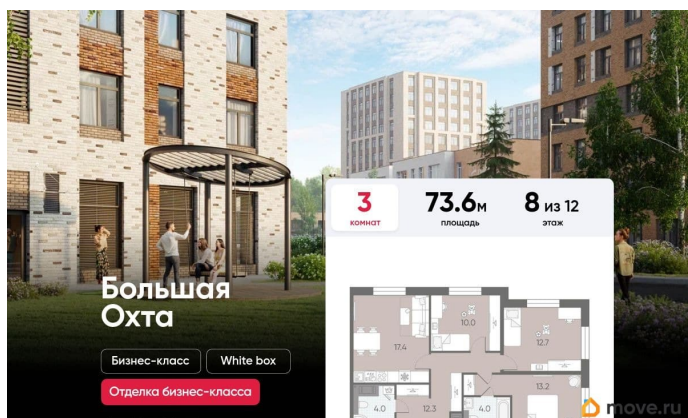 3
комнат
73.6м
площадь
8 из 12
этаж
Большая
Охта
Бизнес-класс
White box
Отделка бизнес-класса
17.4
10.0
12.7
13.2
4.0
12.3
4.0
move.ru